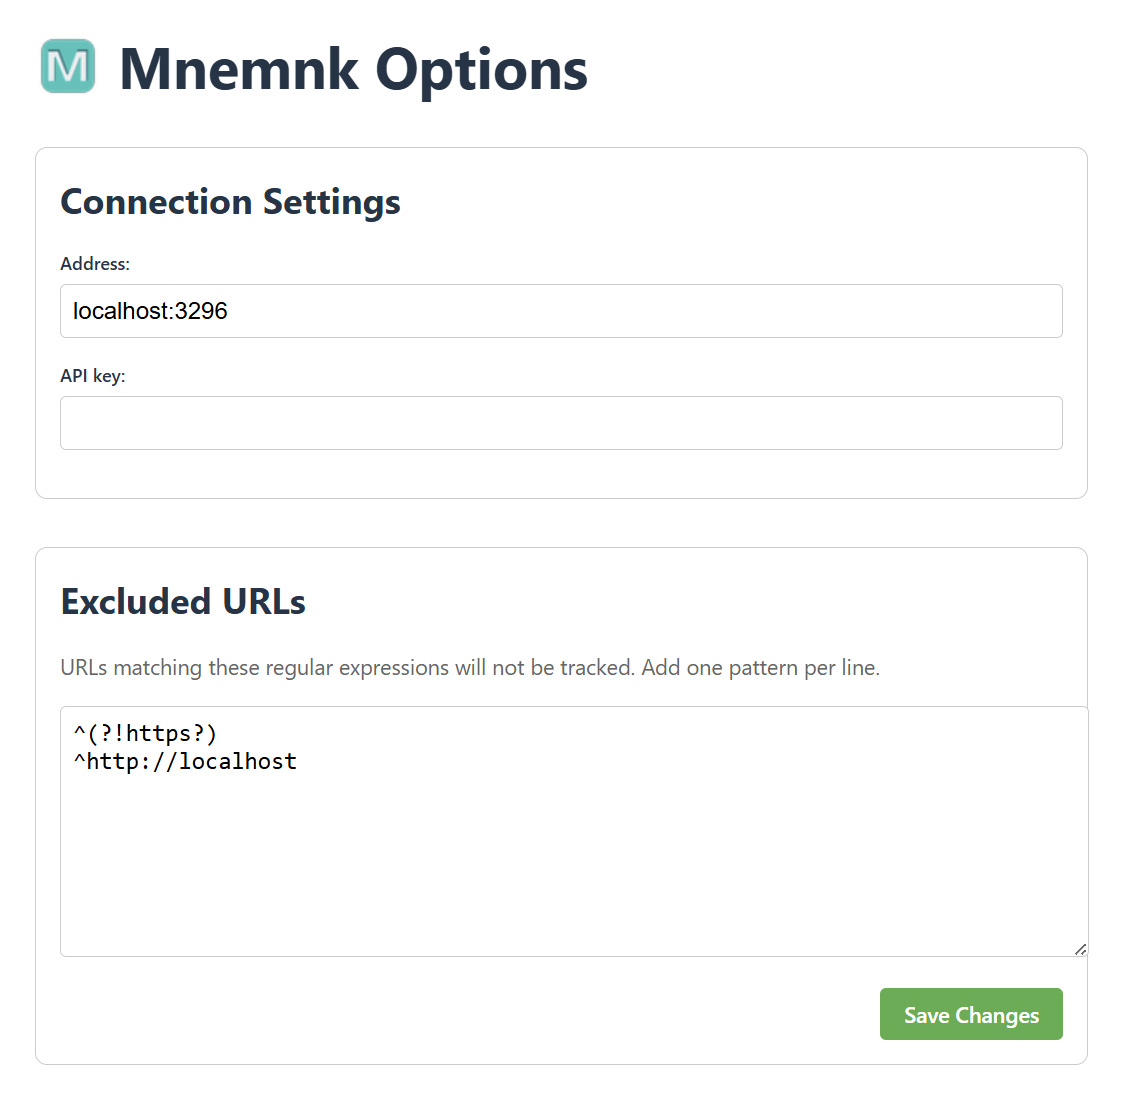 M
Mnemnk Options
Connection Settings
Address:
localhost:3296
API key:
Excluded URLs
URLs matching these regular expressions will not be tracked. Add one pattern per line.
^(?!https?)
^http://localhost
Save Changes